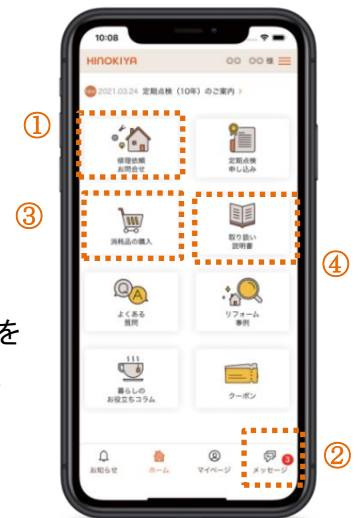 10:08
HINOKIYA
○○ ○○ 様
2021.03.24 定期点検（10年）のご案内 >
①
修理依頼
お問合せ
定期点検
申し込み
③
消耗品の購入
取り扱い
説明書
④
Q A
よくある
質問
リフォーム
事例
を
暮らしの
お役立ちコラム
クーポン
3
②
お知らせ
ホーム
マイページ
メッセージ